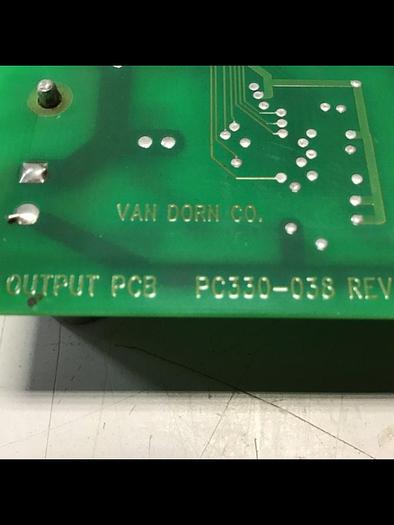 VAN DORN CO.
OUTPUT PCB PC330-038 REV